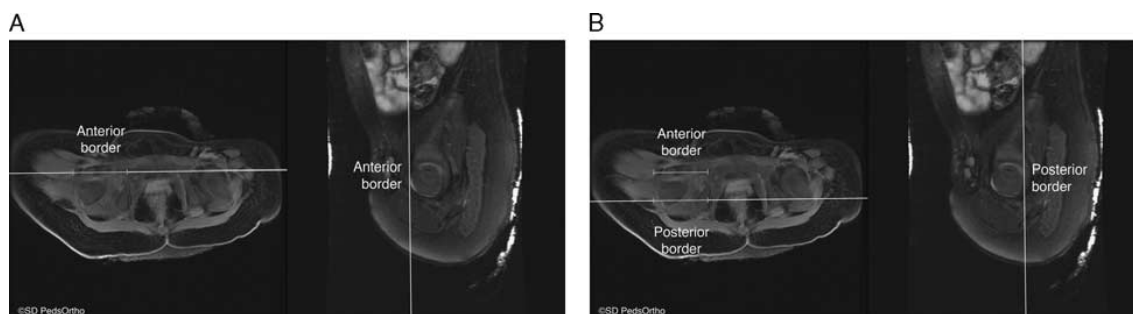 A
Anterior
border
Anterior
border
©SD PedsOrtho
B
Anterior
border
Posterior
border
Posterior
border
©SD PedsOrtho